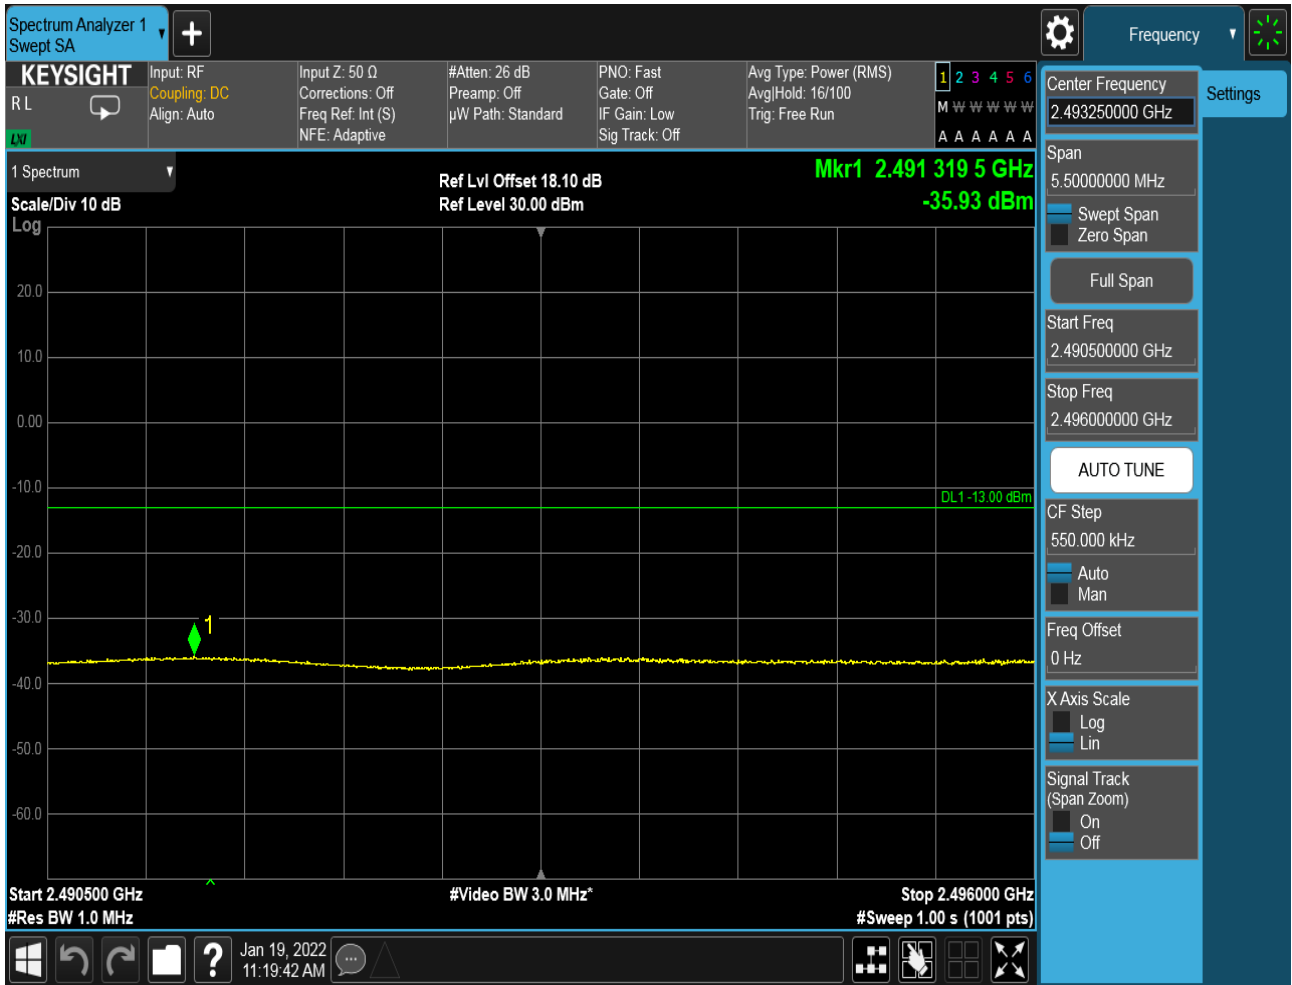 Spectrum Analyzer 1
Swept SA
+
Frequency
KEYSIGHT
R L
LXI
Input: RF
Coupling: DC
Align: Auto
Input Z: 50 Ω
Corrections: Off
Freq Ref: Int (S)
NFE: Adaptive
#Atten: 26 dB
Preamp: Off
µW Path: Standard
PNO: Fast
Gate: Off
IF Gain: Low
Sig Track: Off
Avg Type: Power (RMS)
Avg|Hold: 16/100
Trig: Free Run
1 2 3 4 5 6
M W W W W W
A A A A A A
1 Spectrum
Scale/Div 10 dB
Log
Ref Lvl Offset 18.10 dB
Ref Level 30.00 dBm
Mkr1 2.491 319 5 GHz
-35.93 dBm
20.0
10.0
0.00
-10.0
DL1 -13.00 dBm
-20.0
-30.0
1
-40.0
-50.0
-60.0
Start 2.490500 GHz
#Res BW 1.0 MHz
#Video BW 3.0 MHz*
Stop 2.496000 GHz
#Sweep 1.00 s (1001 pts)
?
Jan 19, 2022
11:19:42 AM
Center Frequency
2.493250000 GHz
Settings
Span
5.50000000 MHz
Swept Span
Zero Span
Full Span
Start Freq
2.490500000 GHz
Stop Freq
2.496000000 GHz
AUTO TUNE
CF Step
550.000 kHz
Auto
Man
Freq Offset
0 Hz
X Axis Scale
Log
Lin
Signal Track
(Span Zoom)
On
Off